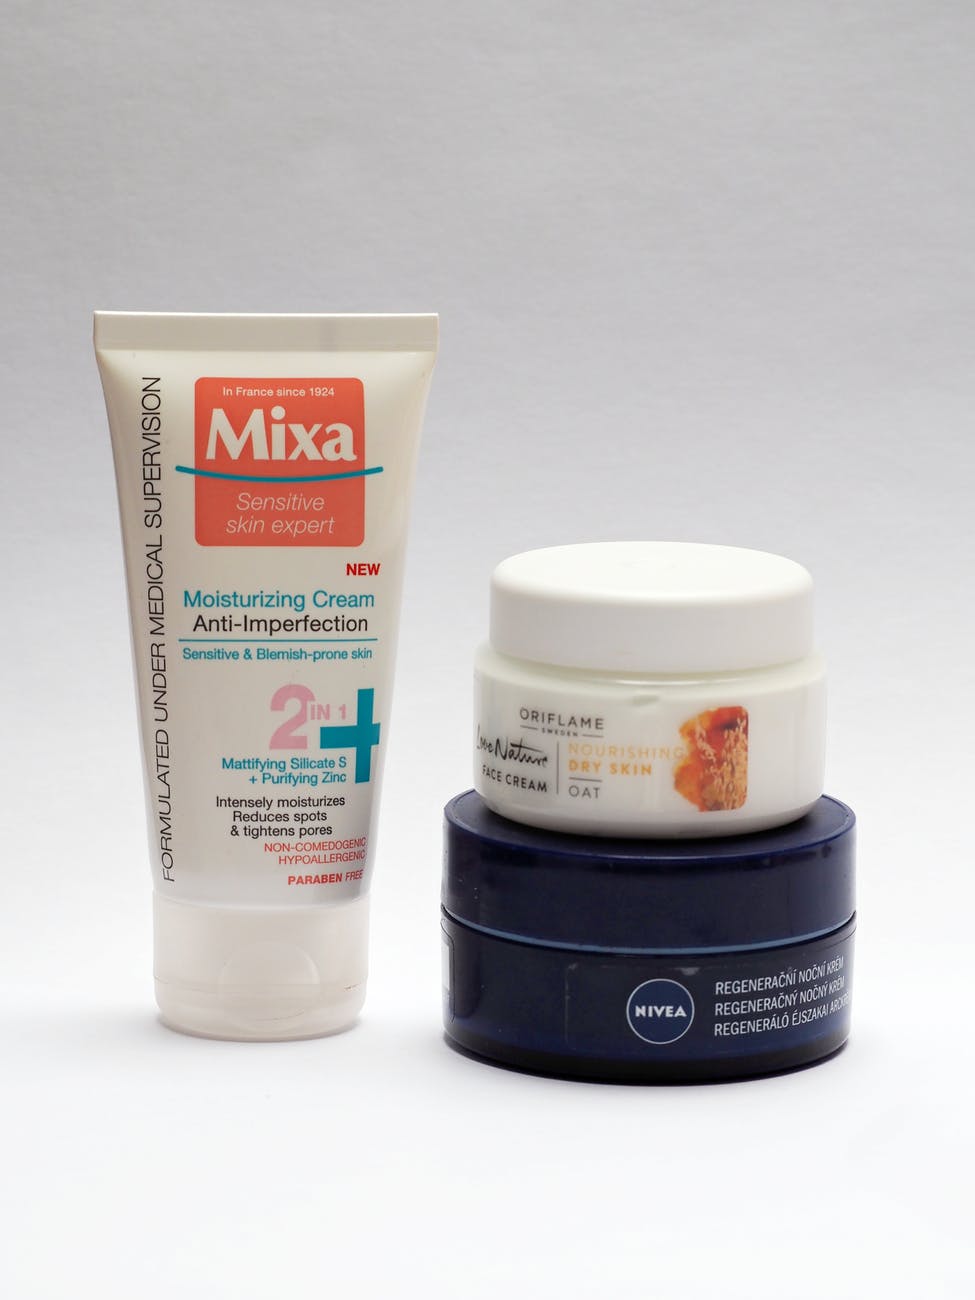 FORMULATED UNDER MEDICAL SUPERVISION
In France since 1924
Mixa
Sensitive
skin expert
NEW
Moisturizing Cream
Anti-Imperfection
Sensitive & Blemish-prone skin
2 IN 1
Mattifying Silicate S
+ Purifying Zinc
Intensely moisturizes
Reduces spots
& tightens pores
NON-COMEDOGENIC
HYPOALLERGENIC
PARABEN FREE
ORIFLAME
SWEDEN
Love Nature
FACE CREAM
NOURISHING
DRY SKIN
OAT
NIVEA
REGENERAČNÍ NOČNÍ KRÉM
REGENERAČNÝ NOČNÝ KRÉM
REGENERÁLÓ ÉJSZAKAI